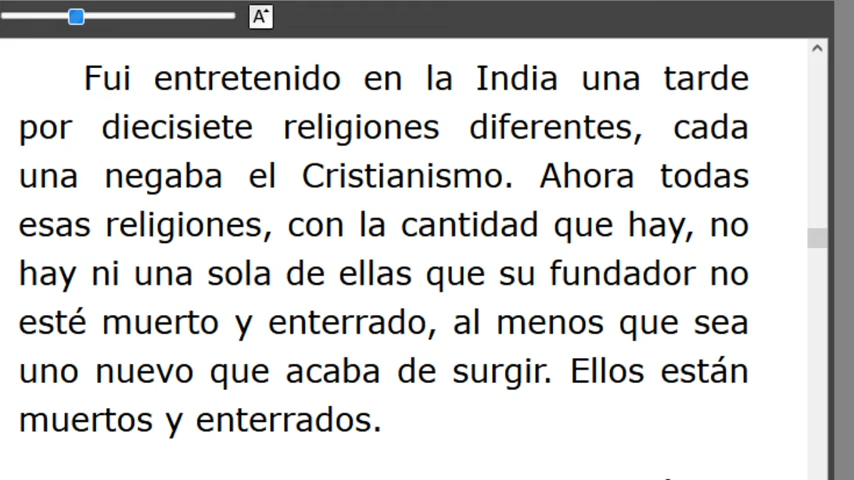 A
Fui entretenido en la India una tarde
por diecisiete religiones diferentes, cada
una negaba el Cristianismo. Ahora todas
esas religiones, con la cantidad que hay, no
hay ni una sola de ellas que su fundador no
esté muerto y enterrado, al menos que sea
uno nuevo que acaba de surgir. Ellos están
muertos y enterrados.